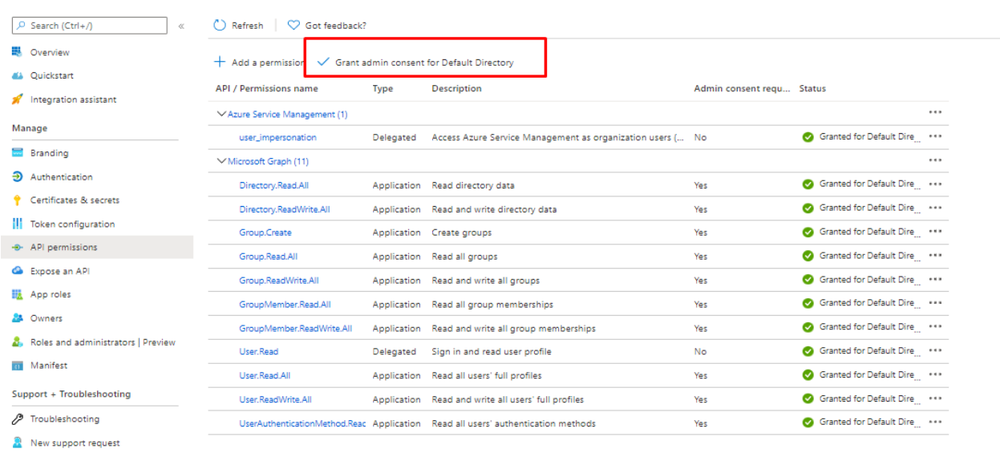 Search (Ctrl+/)
«
Refresh
Got feedback?
Overview
Quickstart
Integration assistant
Manage
Branding
Authentication
Certificates & secrets
Token configuration
API permissions
Expose an API
App roles
Owners
Roles and administrators | Preview
Manifest
Support + Troubleshooting
Troubleshooting
New support request
Add a permission
Grant admin consent for Default Directory
API / Permissions name Type Description Admin consent requ... Status
Azure Service Management (1) •••
user_impersonation Delegated Access Azure Service Management as organization users (... No Granted for Default Dire... •••
Microsoft Graph (11) •••
Directory.Read.All Application Read directory data Yes Granted for Default Dire... •••
Directory.ReadWrite.All Application Read and write directory data Yes Granted for Default Dire... •••
Group.Create Application Create groups Yes Granted for Default Dire... •••
Group.Read.All Application Read all groups Yes Granted for Default Dire... •••
Group.ReadWrite.All Application Read and write all groups Yes Granted for Default Dire... •••
GroupMember.Read.All Application Read all group memberships Yes Granted for Default Dire... •••
GroupMember.ReadWrite.All Application Read and write all group memberships Yes Granted for Default Dire... •••
User.Read Delegated Sign in and read user profile No Granted for Default Dire... •••
User.Read.All Application Read all users' full profiles Yes Granted for Default Dire... •••
User.ReadWrite.All Application Read and write all users' full profiles Yes Granted for Default Dire... •••
UserAuthenticationMethod.Reac Application Read all users' authentication methods Yes Granted for Default Dire... •••